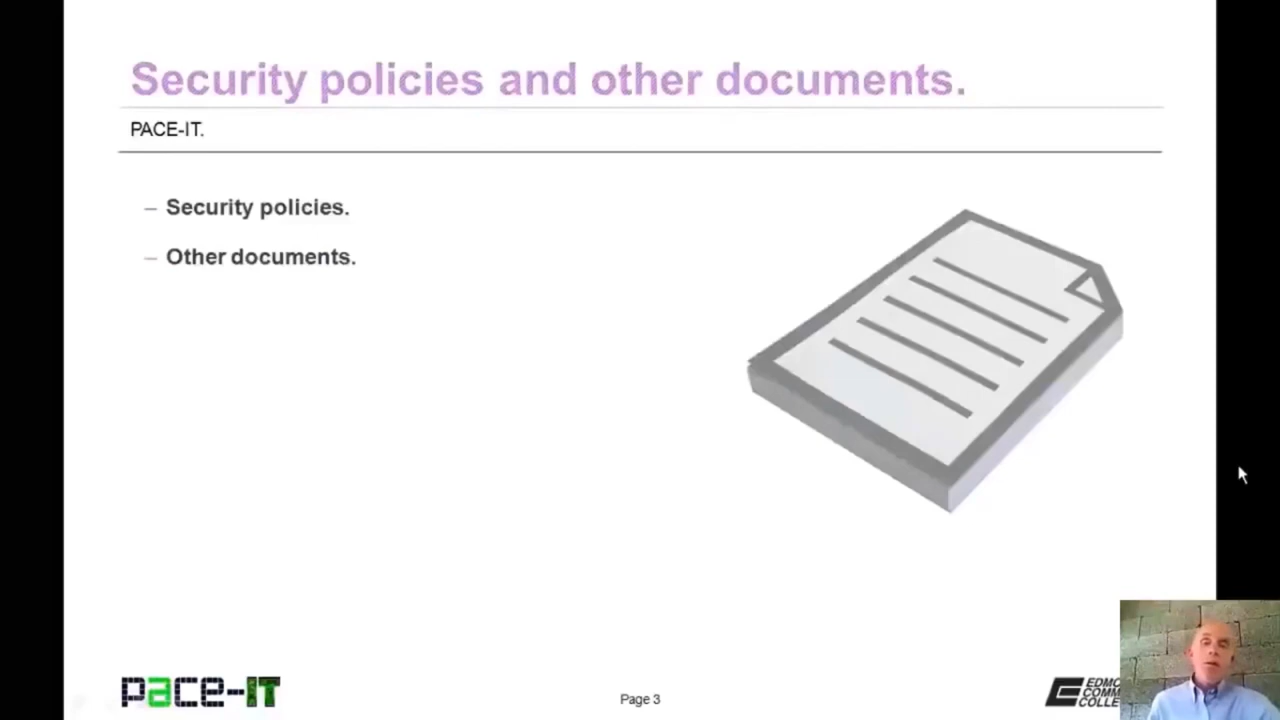 Security policies and other documents.
PACE-IT.
– Security policies.
– Other documents.
pace-IT
Page 3